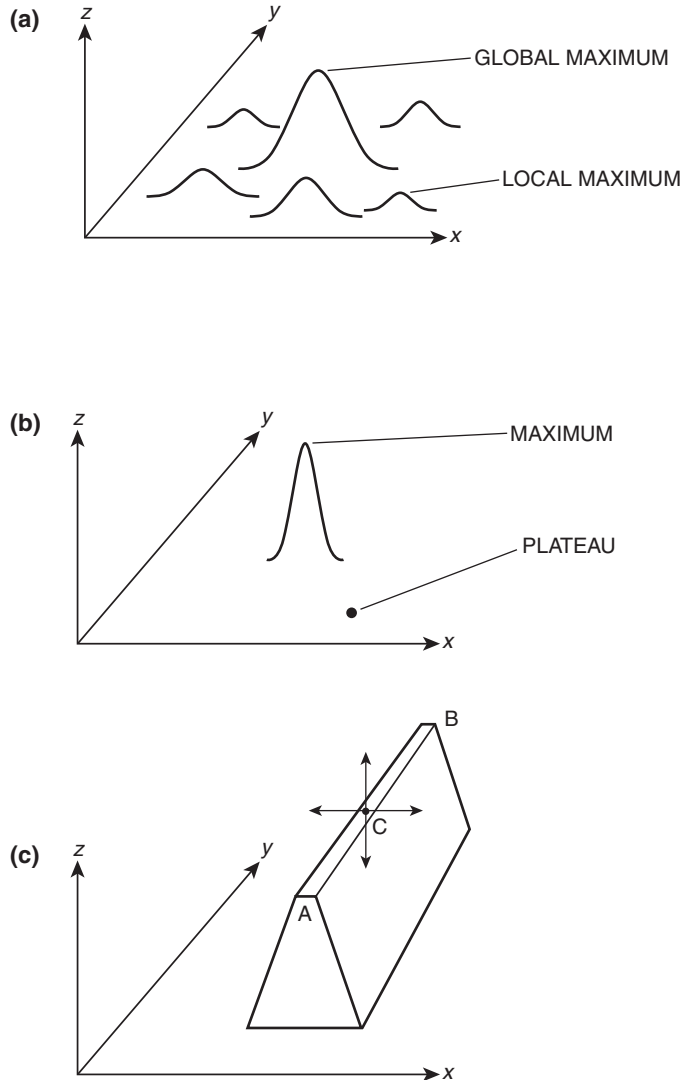 (a)
z
y
GLOBAL MAXIMUM
LOCAL MAXIMUM
x
(b)
z
y
MAXIMUM
PLATEAU
x
B
C
(c)
z
y
A
x